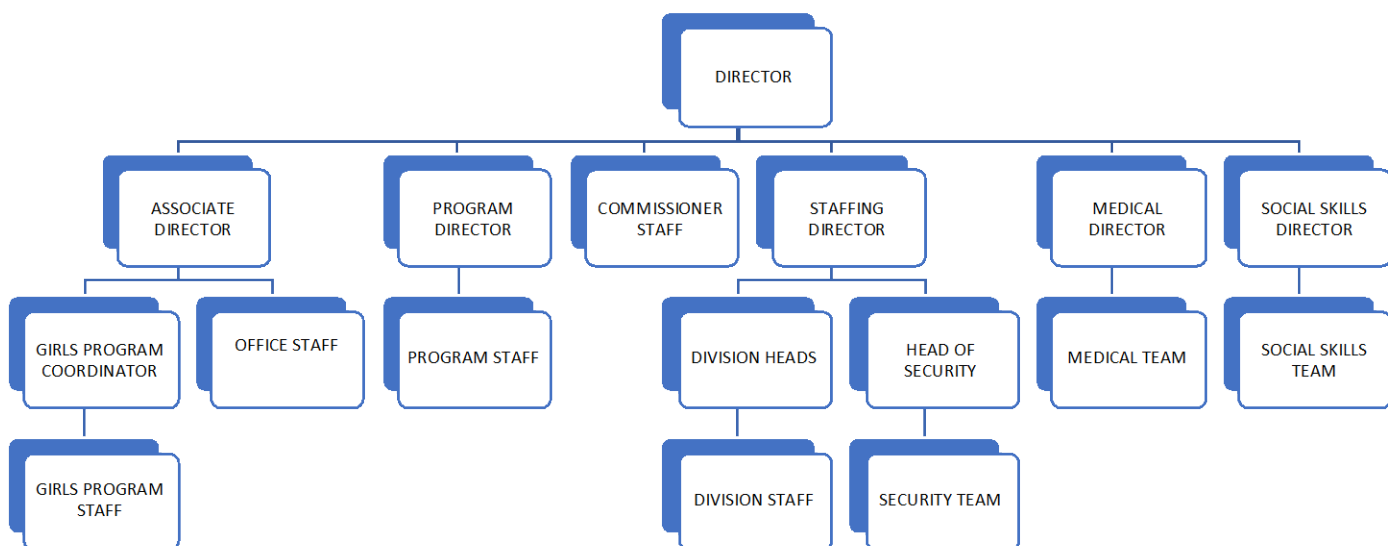 DIRECTOR
ASSOCIATE
DIRECTOR
PROGRAM
DIRECTOR
COMMISSIONER
STAFF
STAFFING
DIRECTOR
MEDICAL
DIRECTOR
SOCIAL SKILLS
DIRECTOR
GIRLS PROGRAM
COORDINATOR
OFFICE STAFF
PROGRAM STAFF
DIVISION HEADS
HEAD OF
SECURITY
MEDICAL TEAM
SOCIAL SKILLS
TEAM
GIRLS PROGRAM
STAFF
DIVISION STAFF
SECURITY TEAM